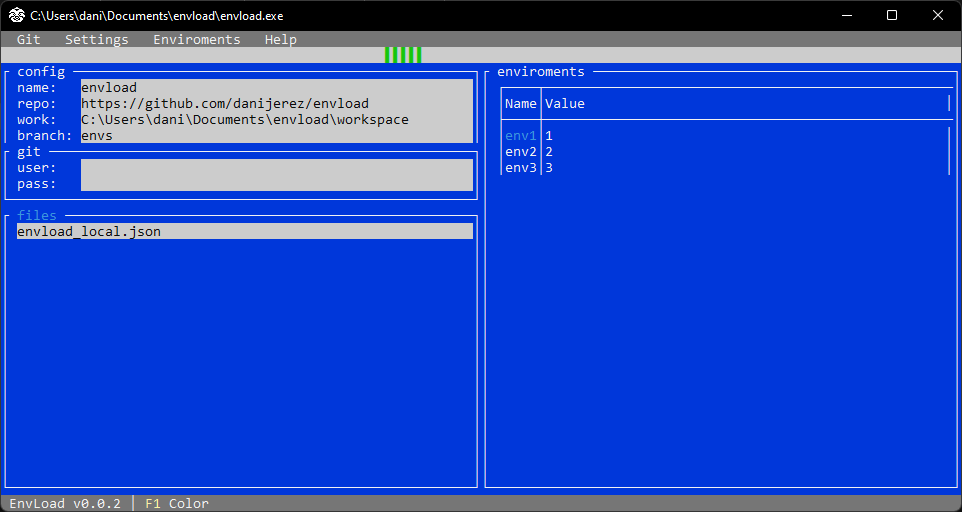 C:\Users\dani\Documents\envload\envload.exe
Git Settings Enviroments Help
config
name: envload
repo: https://github.com/danijerez/envload
work: C:\Users\dani\Documents\envload\workspace
branch: envs
git
user:
pass:
files
envload_local.json
enviroments
Name Value
env1 1
env2 2
env3 3
EnvLoad v0.0.2 F1 Color